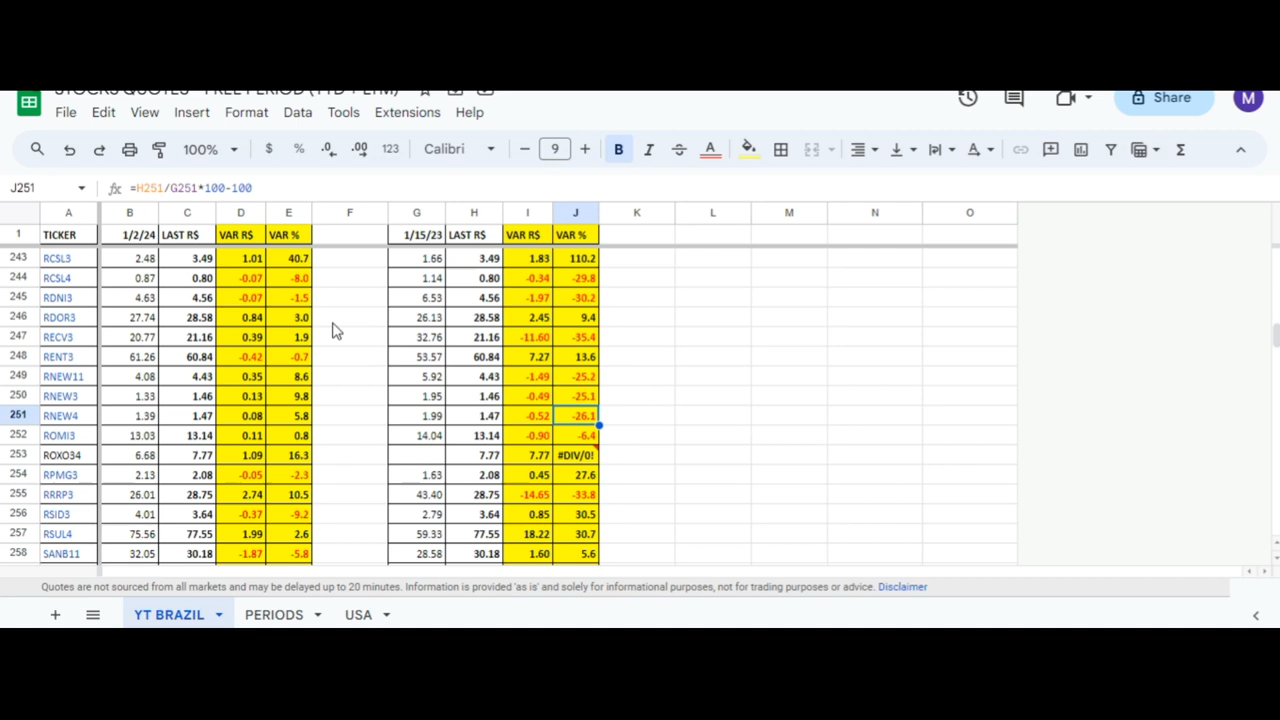 STOCKS QUOTES - FREE PERIOD (YTD + LTM)
File Edit View Insert Format Data Tools Extensions Help
Share M
100% $ % .0 .00 123 Calibri - 9 + B I A Σ
J251 fx =H251/G251*100-100
A B C D E F G H I J K L M N O
1 TICKER 1/2/24 LAST R$ VAR R$ VAR % 1/15/23 LAST R$ VAR R$ VAR %
243 RCSL3 2.48 3.49 1.01 40.7 1.66 3.49 1.83 110.2
244 RCSL4 0.87 0.80 -0.07 -8.0 1.14 0.80 -0.34 -29.8
245 RDNI3 4.63 4.56 -0.07 -1.5 6.53 4.56 -1.97 -30.2
246 RDOR3 27.74 28.58 0.84 3.0 26.13 28.58 2.45 9.4
247 RECV3 20.77 21.16 0.39 1.9 32.76 21.16 -11.60 -35.4
248 RENT3 61.26 60.84 -0.42 -0.7 53.57 60.84 7.27 13.6
249 RNEW11 4.08 4.43 0.35 8.6 5.92 4.43 -1.49 -25.2
250 RNEW3 1.33 1.46 0.13 9.8 1.95 1.46 -0.49 -25.1
251 RNEW4 1.39 1.47 0.08 5.8 1.99 1.47 -0.52 -26.1
252 ROMI3 13.03 13.14 0.11 0.8 14.04 13.14 -0.90 -6.4
253 ROXO34 6.68 7.77 1.09 16.3 7.77 7.77 #DIV/0!
254 RPMG3 2.13 2.08 -0.05 -2.3 1.63 2.08 0.45 27.6
255 RRRP3 26.01 28.75 2.74 10.5 43.40 28.75 -14.65 -33.8
256 RSID3 4.01 3.64 -0.37 -9.2 2.79 3.64 0.85 30.5
257 RSUL4 75.56 77.55 1.99 2.6 59.33 77.55 18.22 30.7
258 SANB11 32.05 30.18 -1.87 -5.8 28.58 30.18 1.60 5.6
Quotes are not sourced from all markets and may be delayed up to 20 minutes. Information is provided 'as is' and solely for informational purposes, not for trading purposes or advice. Disclaimer
YT BRAZIL PERIODS USA